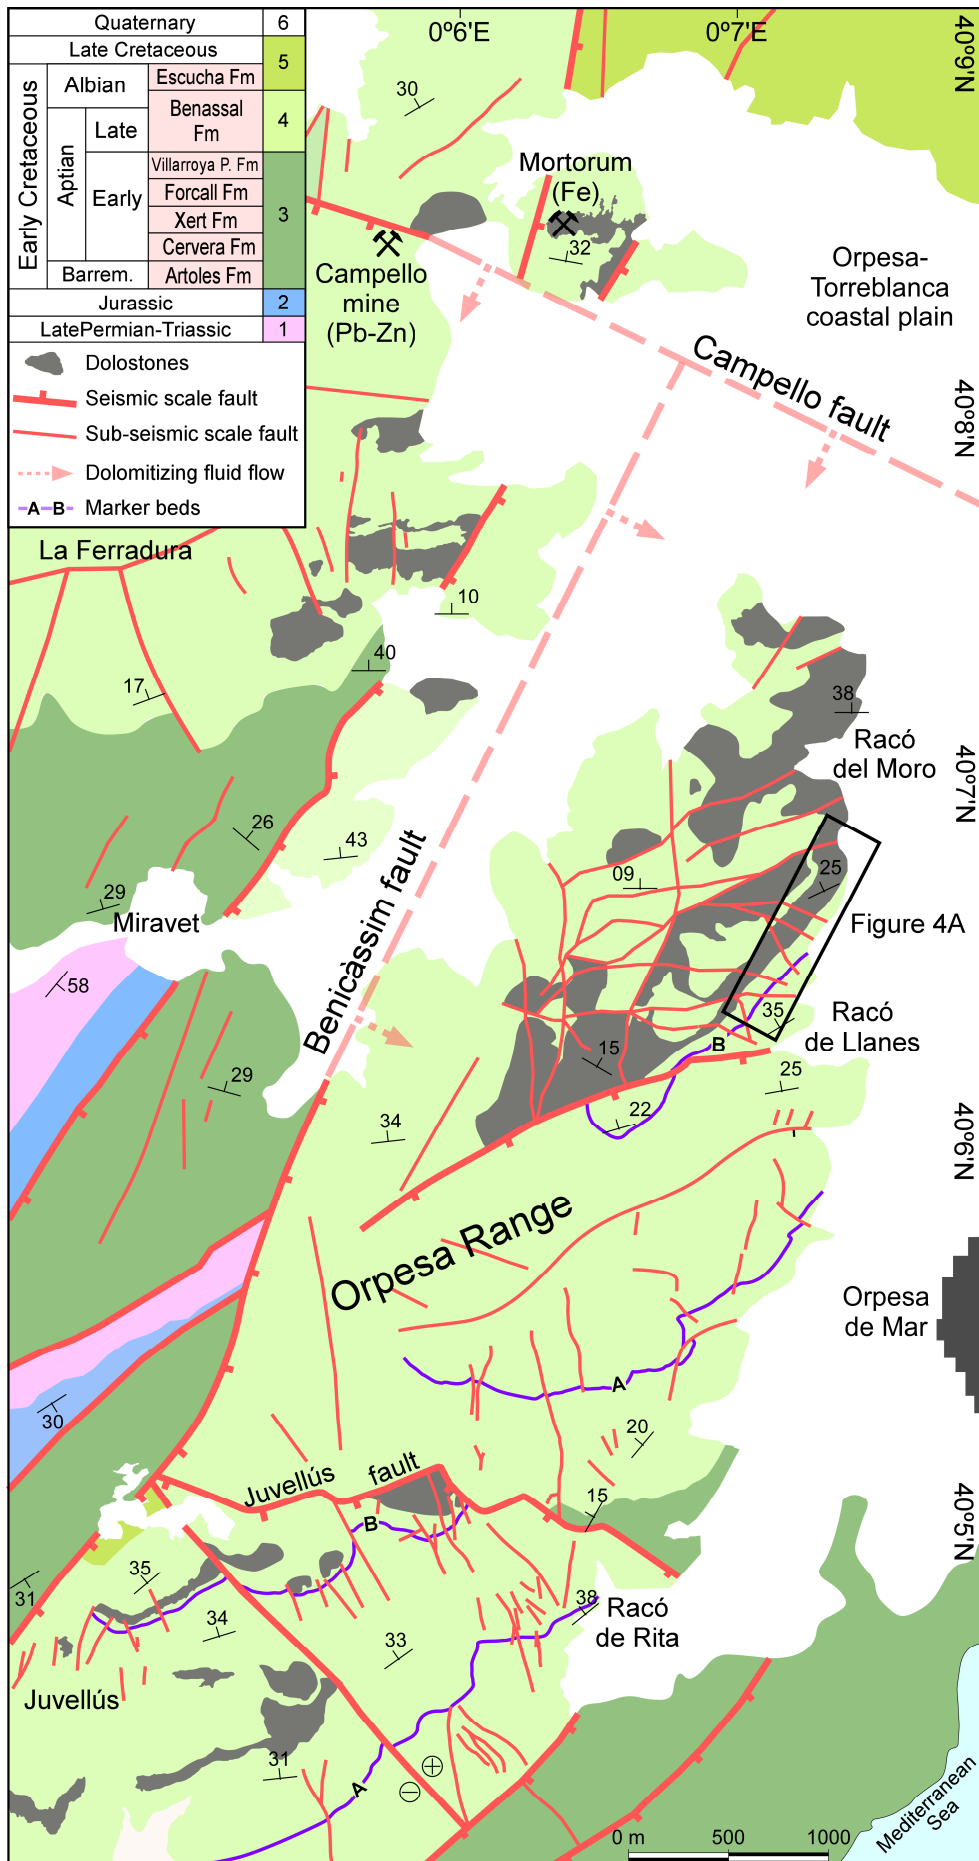 Quaternary 6
Late Cretaceous
5
Early Cretaceous
Albian
Escucha Fm
Aptian
Late
Benassal
Fm
4
Early
Villarroya P. Fm
Forcall Fm
Xert Fm
Cervera Fm
3
Barrem.
Artoles Fm
Jurassic 2
LatePermian-Triassic 1
Dolostones
Seismic scale fault
Sub-seismic scale fault
Dolomitizing fluid flow
A B Marker beds
0º6'E
0º7'E
40º9'N
30
Mortorum
(Fe)
32
Campello
mine
(Pb-Zn)
Orpesa-
Torreblanca
coastal plain
Campello fault
40º8'N
La Ferradura
10
40
17
38
Racó
del Moro
40º7'N
26
43
09
25
29
Miravet
Figure 4A
58
Benicàssim fault
35
Racó
de Llanes
B
15
29
25
22
34
40º6'N
Orpesa Range
Orpesa
de Mar
A
30
20
Juvellús fault
15
B
40º5'N
35
31
34
38
Racó
de Rita
33
Juvellús
31
A
+
−
Mediterranean
Sea
0 m 500 1000